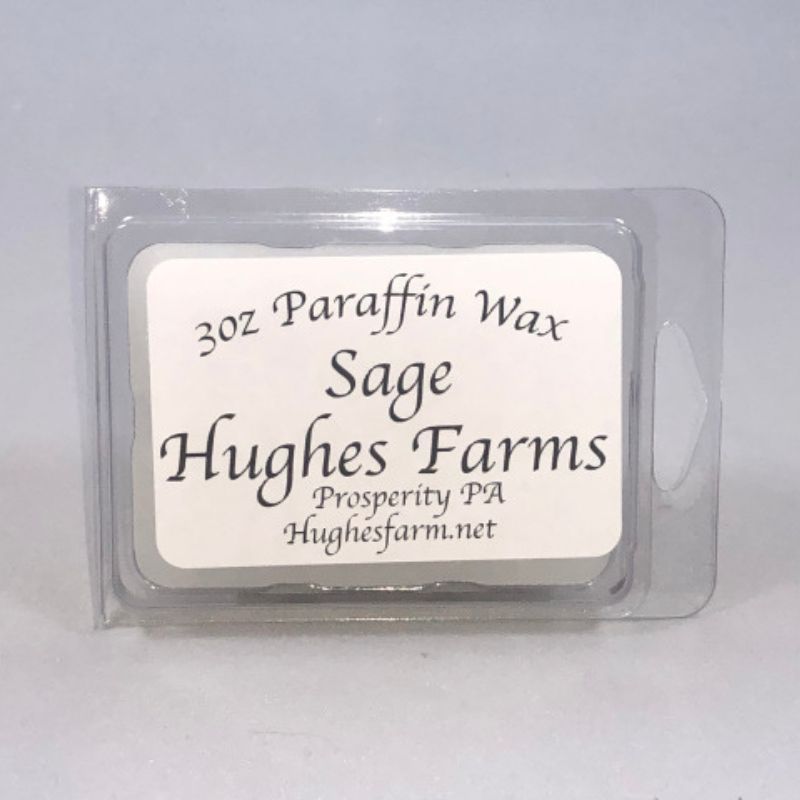 3oz Paraffin Wax
Sage
Hughes Farms
Prosperity PA
Hughesfarm.net